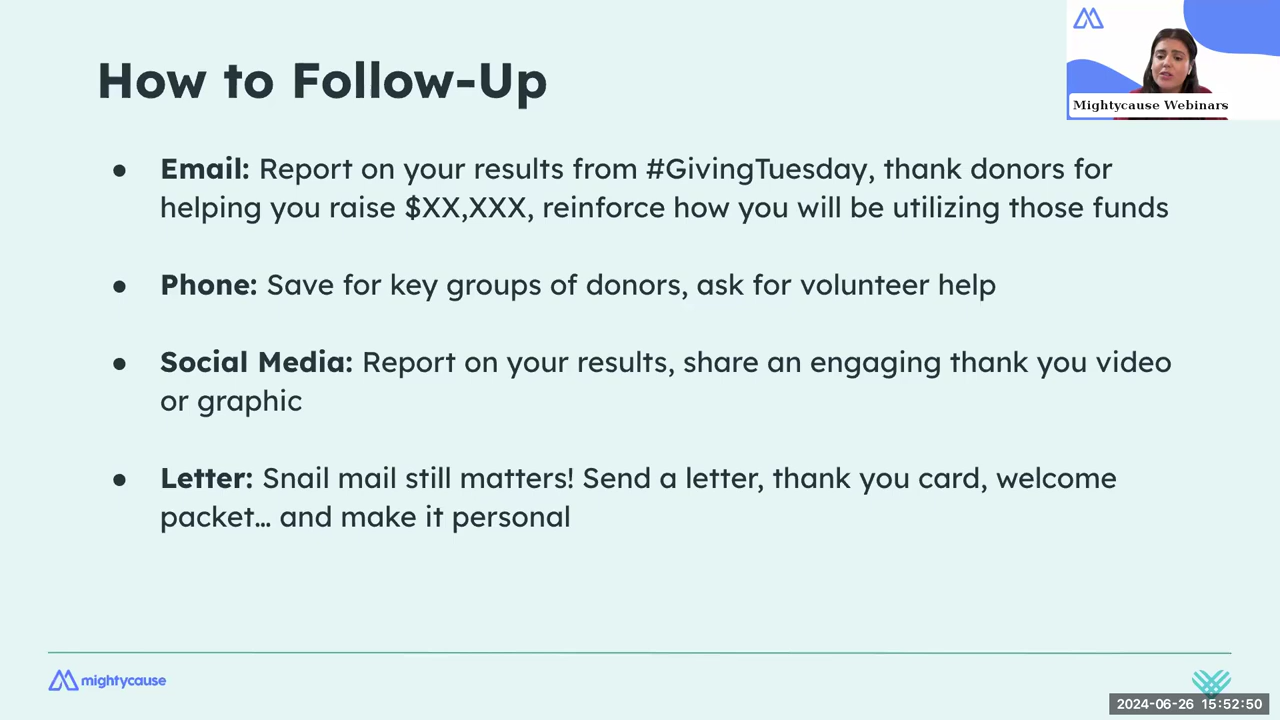 How to Follow-Up
Mightycause Webinars
● Email: Report on your results from #GivingTuesday, thank donors for
helping you raise $XX,XXX, reinforce how you will be utilizing those funds
● Phone: Save for key groups of donors, ask for volunteer help
● Social Media: Report on your results, share an engaging thank you video
or graphic
● Letter: Snail mail still matters! Send a letter, thank you card, welcome
packet… and make it personal
mightycause
2024-06-26 15:52:50